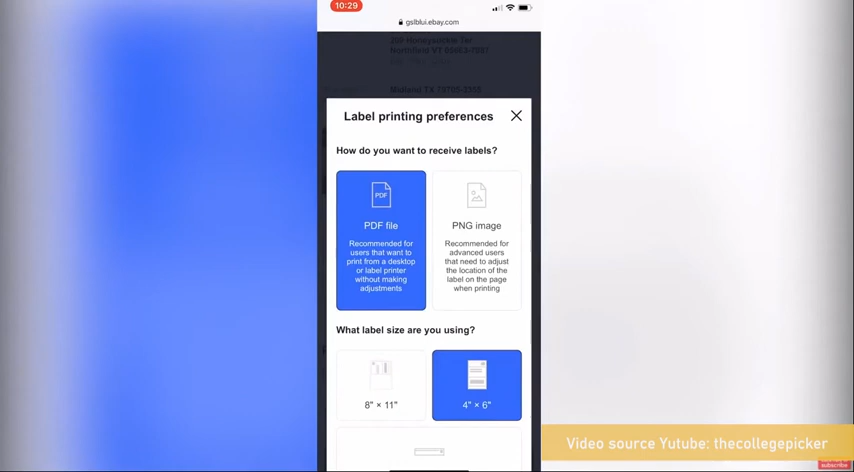 10:29
gslblui.ebay.com
Label printing preferences
How do you want to receive labels?
PDF
PDF file
Recommended for
users that want to
print from a desktop
or label printer
without making
adjustments
PNG image
Recommended for
advanced users
that need to adjust
the location of the
label on the page
when printing
What label size are you using?
8" × 11"
4" × 6"
Video source Yutube: thecollegepicker
subscribe